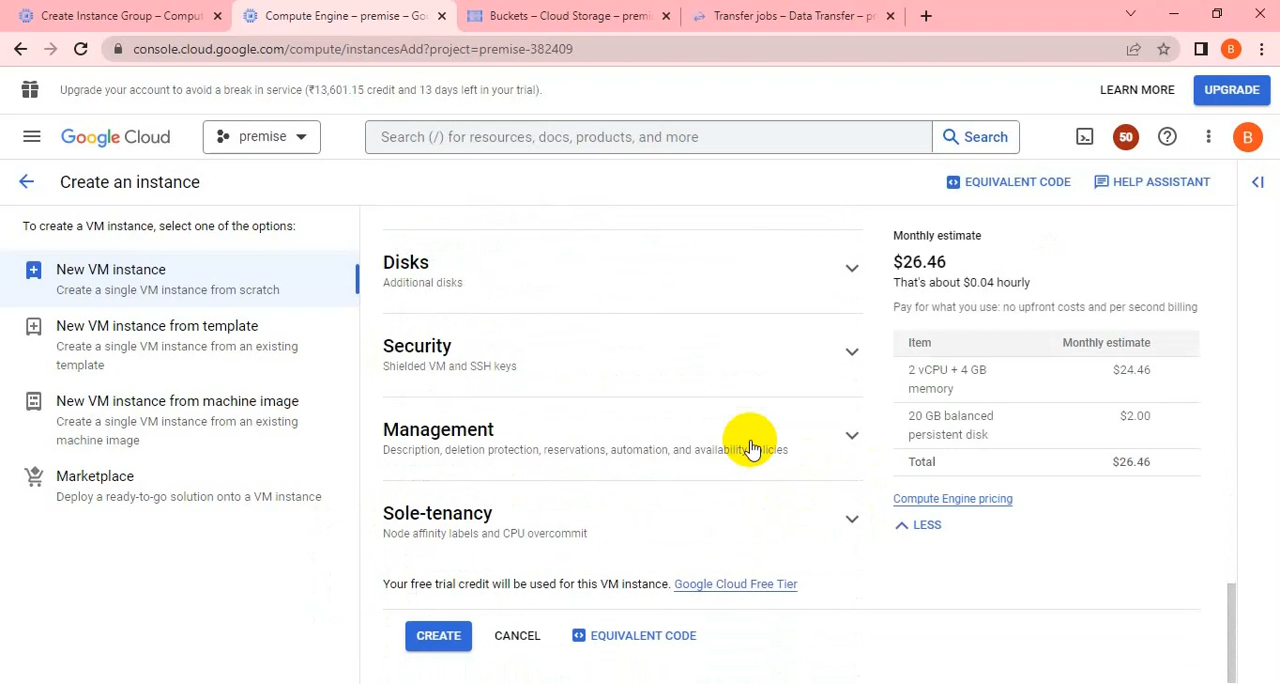 Create Instance Group – Comput
Compute Engine – premise – Go
Buckets – Cloud Storage – premi
Transfer jobs – Data Transfer – p
console.cloud.google.com/compute/instancesAdd?project=premise-382409
B
Upgrade your account to avoid a break in service (₹13,601.15 credit and 13 days left in your trial).
LEARN MORE
UPGRADE
Google Cloud
premise
Search (/) for resources, docs, products, and more
Search
50
B
Create an instance
EQUIVALENT CODE
HELP ASSISTANT
To create a VM instance, select one of the options:
New VM instance
Create a single VM instance from scratch
New VM instance from template
Create a single VM instance from an existing
template
New VM instance from machine image
Create a single VM instance from an existing
machine image
Marketplace
Deploy a ready-to-go solution onto a VM instance
Disks
Additional disks
Security
Shielded VM and SSH keys
Management
Description, deletion protection, reservations, automation, and availability policies
Sole-tenancy
Node affinity labels and CPU overcommit
Your free trial credit will be used for this VM instance. Google Cloud Free Tier
CREATE
CANCEL
EQUIVALENT CODE
Monthly estimate
$26.46
That's about $0.04 hourly
Pay for what you use: no upfront costs and per second billing
Item Monthly estimate
2 vCPU + 4 GB $24.46
memory
20 GB balanced $2.00
persistent disk
Total $26.46
Compute Engine pricing
LESS